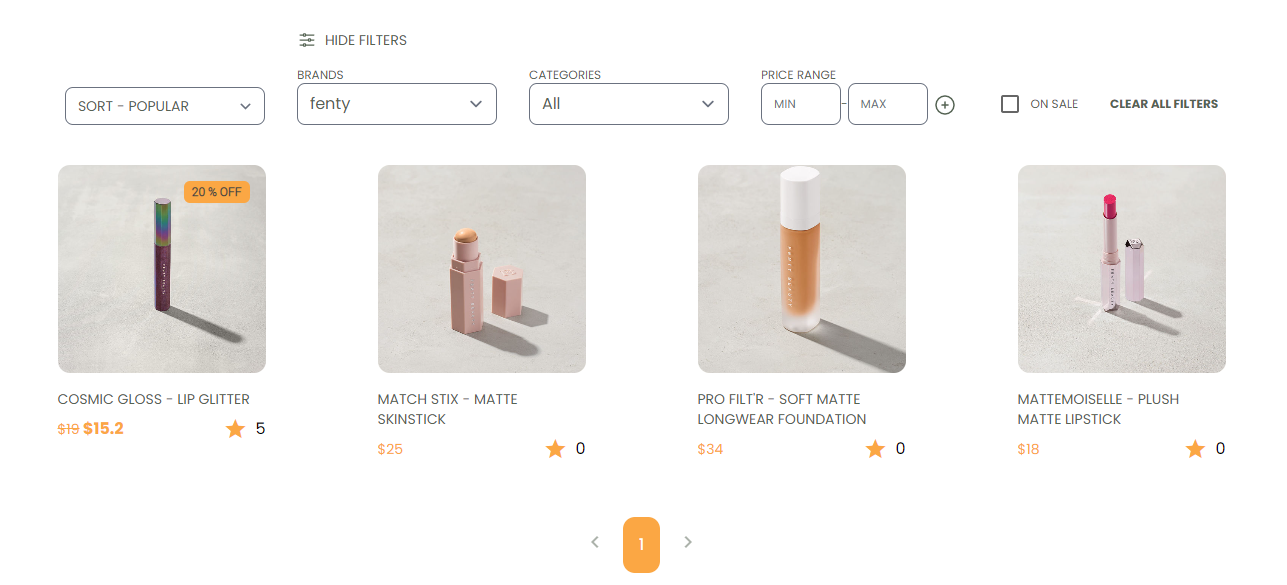 HIDE FILTERS
SORT - POPULAR
BRANDS
fenty
CATEGORIES
All
PRICE RANGE
MIN
-
MAX
ON SALE
CLEAR ALL FILTERS
20 % OFF
COSMIC GLOSS - LIP GLITTER
$19 $15.2
5
MATCH STIX - MATTE
SKINSTICK
$25
0
PRO FILT'R - SOFT MATTE
LONGWEAR FOUNDATION
$34
0
MATTEMOISELLE - PLUSH
MATTE LIPSTICK
$18
0
1